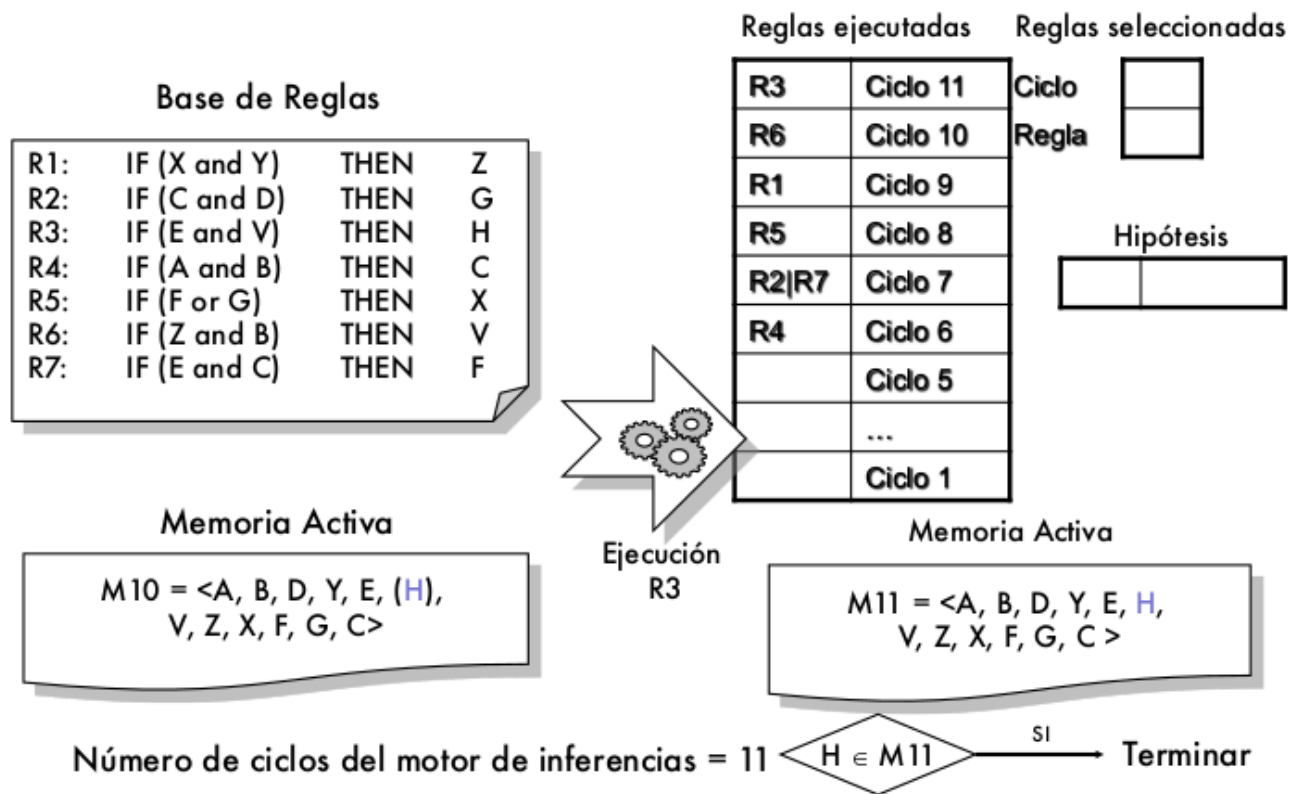 Base de Reglas
R1: IF (X and Y) THEN Z
R2: IF (C and D) THEN G
R3: IF (E and V) THEN H
R4: IF (A and B) THEN C
R5: IF (F or G) THEN X
R6: IF (Z and B) THEN V
R7: IF (E and C) THEN F
Reglas ejecutadas
R3 Ciclo 11
R6 Ciclo 10
R1 Ciclo 9
R5 Ciclo 8
R2|R7 Ciclo 7
R4 Ciclo 6
Ciclo 5
...
Ciclo 1
Reglas seleccionadas
Ciclo
Regla
Hipótesis
Ejecución
R3
Memoria Activa
M10 = <A, B, D, Y, E, (H),
V, Z, X, F, G, C>
Memoria Activa
M11 = <A, B, D, Y, E, H,
V, Z, X, F, G, C >
Número de ciclos del motor de inferencias = 11
H ∈ M11
SI
Terminar